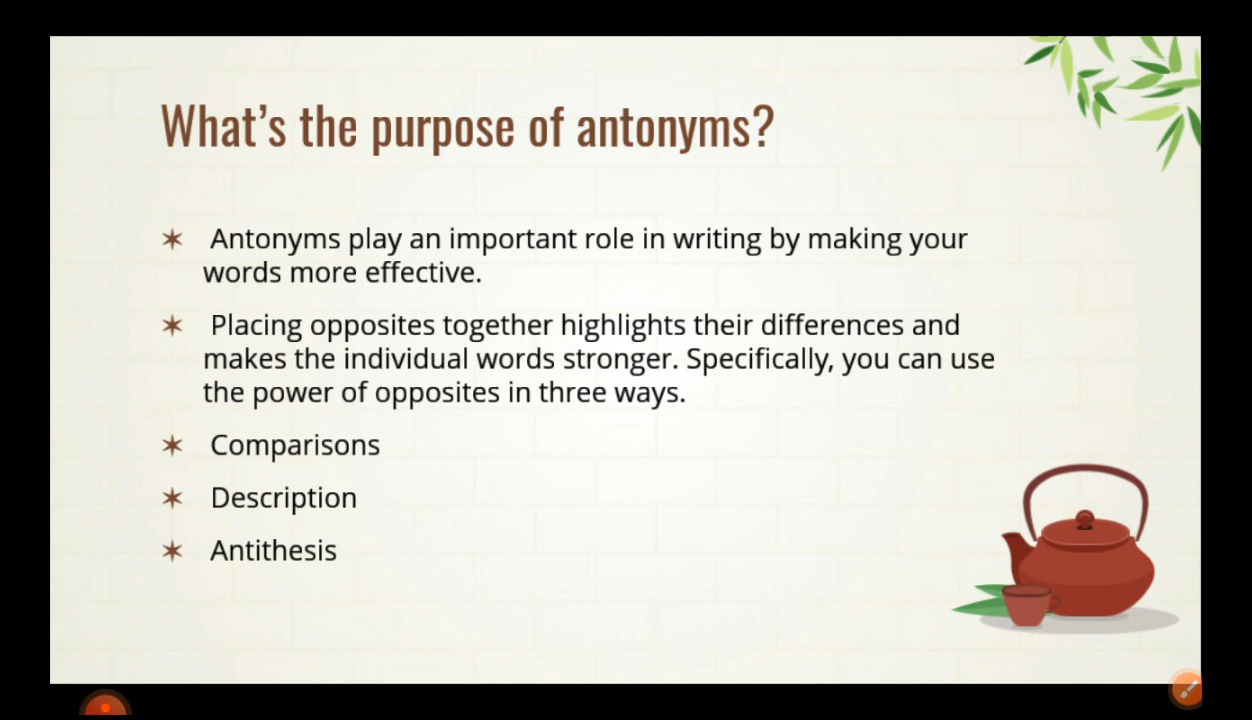 What's the purpose of antonyms?
✶ Antonyms play an important role in writing by making your
words more effective.
✶ Placing opposites together highlights their differences and
makes the individual words stronger. Specifically, you can use
the power of opposites in three ways.
✶ Comparisons
✶ Description
✶ Antithesis